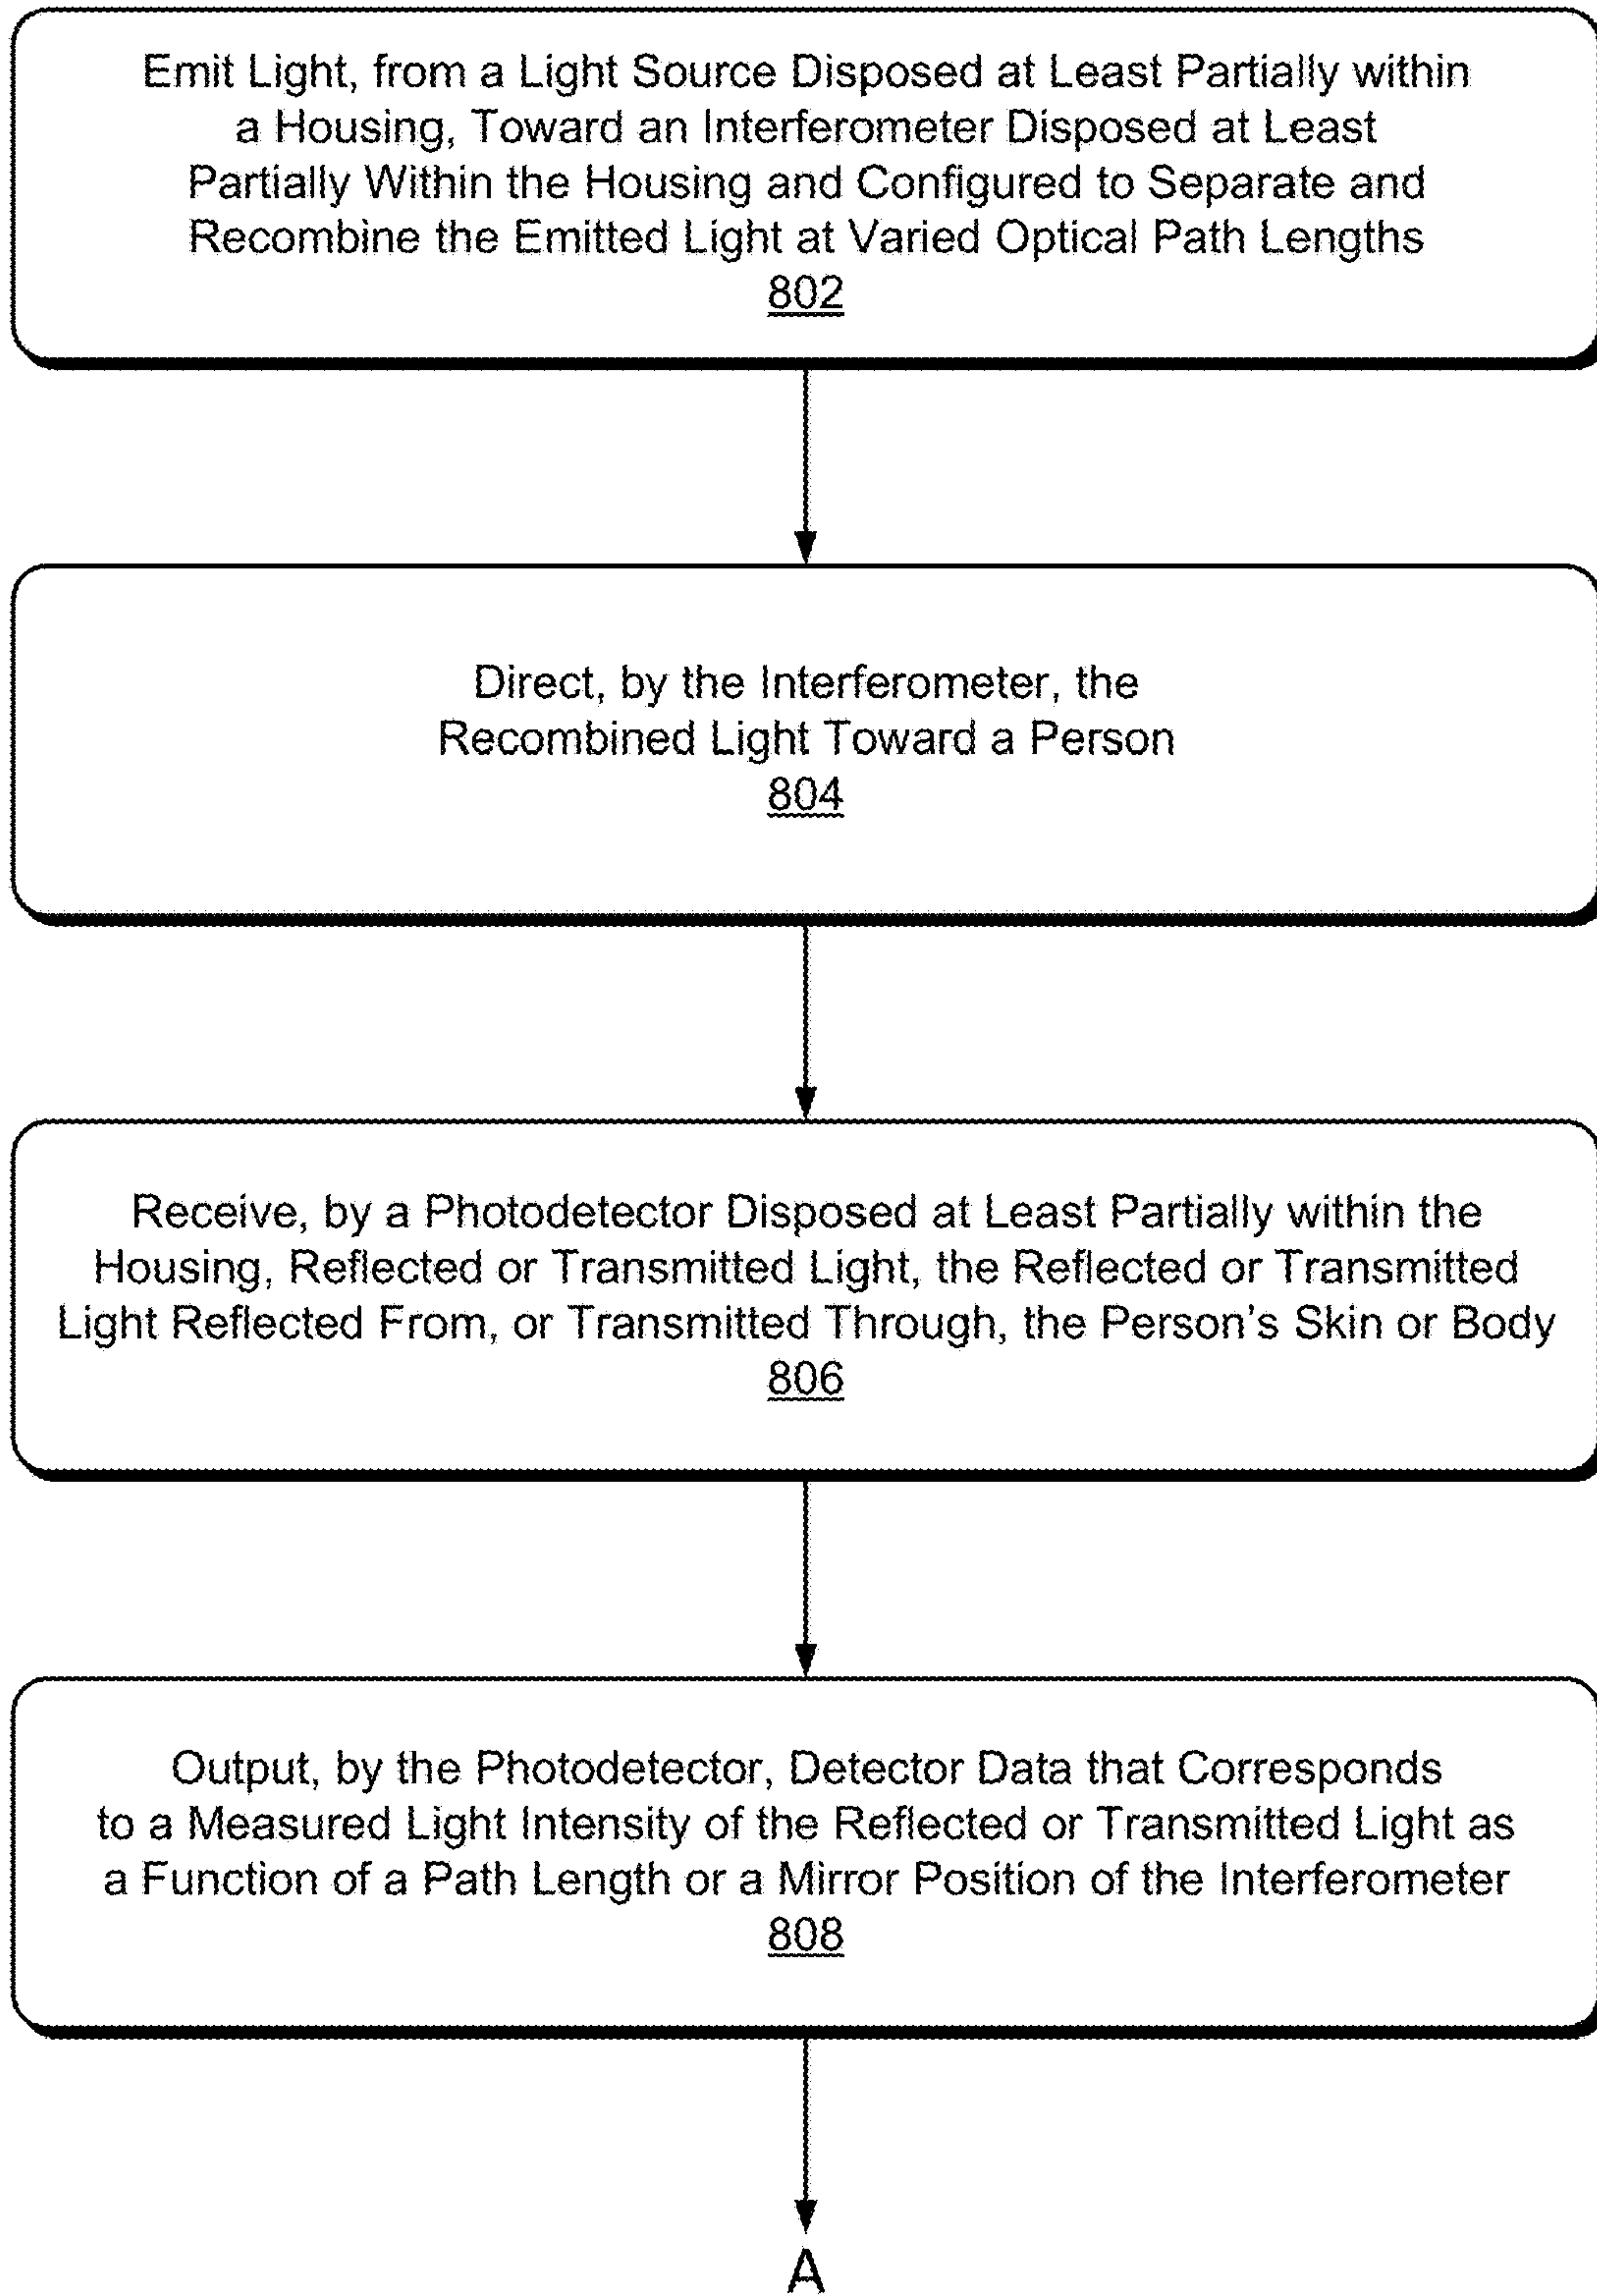 Emit Light, from a Light Source Disposed at Least Partially within
a Housing, Toward an Interferometer Disposed at Least
Partially Within the Housing and Configured to Separate and
Recombine the Emitted Light at Varied Optical Path Lengths
802
Direct, by the Interferometer, the
Recombined Light Toward a Person
804
Receive, by a Photodetector Disposed at Least Partially within the
Housing, Reflected or Transmitted Light, the Reflected or Transmitted
Light Reflected From, or Transmitted Through, the Person's Skin or Body
806
Output, by the Photodetector, Detector Data that Corresponds
to a Measured Light Intensity of the Reflected or Transmitted Light as
a Function of a Path Length or a Mirror Position of the Interferometer
808
A